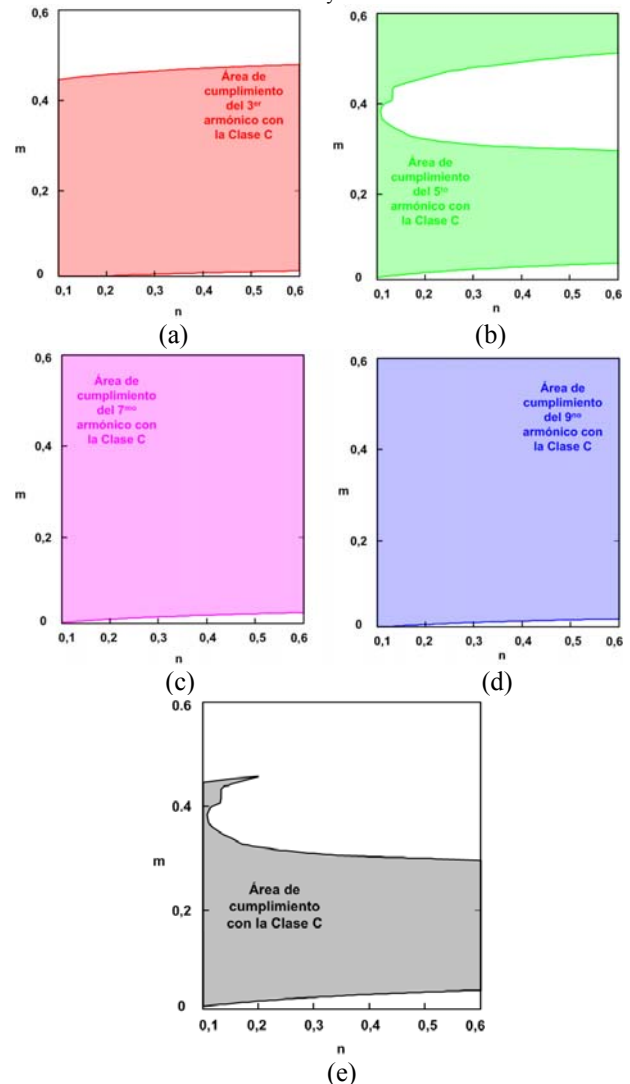 y
0,6
0,4
m
0,2
0
0,1 0,2 0,3 0,4 0,5 0,6
n
Área de
cumplimiento
del 3er
armónico con
la Clase C
(a)
0,6
0,4
m
0,2
0
0,1 0,2 0,3 0,4 0,5 0,6
n
Área de
cumplimiento
del 5to
armónico con
la Clase C
(b)
0,6
0,4
m
0,2
0
0,1 0,2 0,3 0,4 0,5 0,6
n
Área de
cumplimiento
del 7mo
armónico con
la Clase C
(c)
0,6
0,4
m
0,2
0
0,1 0,2 0,3 0,4 0,5 0,6
n
Área de
cumplimiento
del 9no
armónico con
la Clase C
(d)
0.6
0.4
m
0,2
0
0,1 0,2 0,3 0,4 0,5 0,6
n
Área de
cumplimiento
con la Clase C
(e)